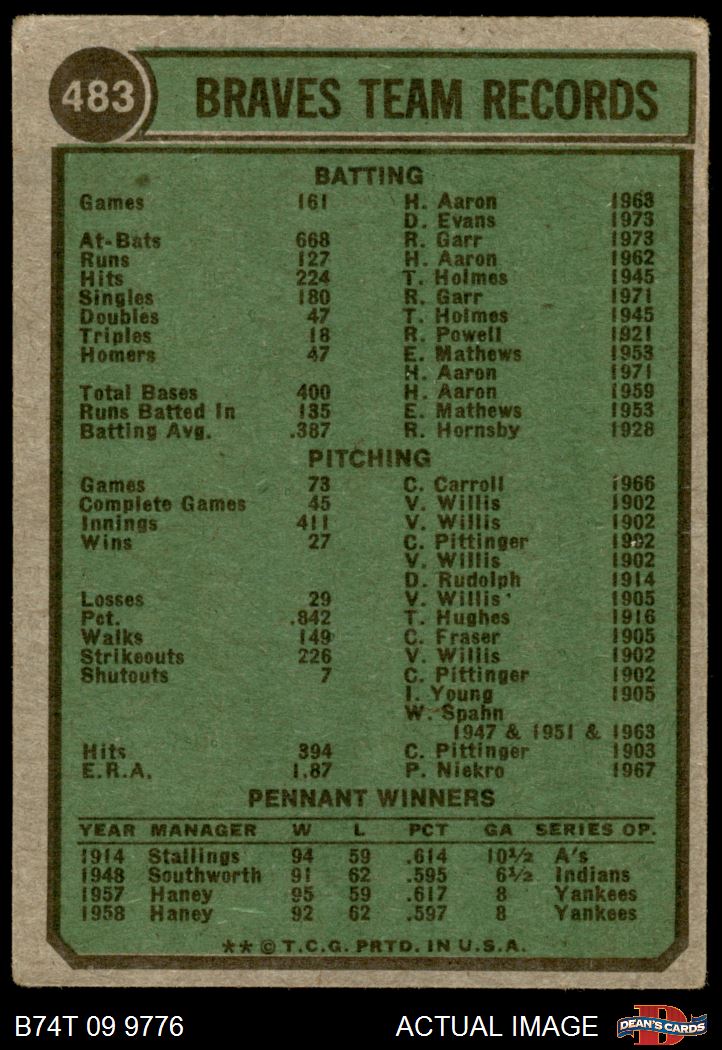 483
BRAVES TEAM RECORDS
BATTING
Games 161 H. Aaron 1963
D. Evans 1973
At-Bats 668 R. Garr 1973
Runs 127 H. Aaron 1962
Hits 224 T. Holmes 1945
Singles 180 R. Garr 1971
Doubles 47 T. Holmes 1945
Triples 18 R. Powell 1921
Homers 47 E. Mathews 1953
H. Aaron 1971
Total Bases 400 H. Aaron 1959
Runs Batted In 135 E. Mathews 1953
Batting Avg. .387 R. Hornsby 1928
PITCHING
Games 73 C. Carroll 1966
Complete Games 45 V. Willis 1902
Innings 411 V. Willis 1902
Wins 27 C. Pittinger 1902
V. Willis 1902
D. Rudolph 1914
Losses 29 V. Willis 1905
Pct. .842 T. Hughes 1916
Walks 149 C. Fraser 1905
Strikeouts 226 V. Willis 1902
Shutouts 7 C. Pittinger 1902
I. Young 1905
W. Spahn
1947 & 1951 & 1963
Hits 394 C. Pittinger 1903
E.R.A. 1.87 P. Niekro 1967
PENNANT WINNERS
YEAR MANAGER W L PCT GA SERIES OP.
1914 Stallings 94 59 .614 10½ A's
1948 Southworth 91 62 .595 6½ Indians
1957 Haney 95 59 .617 8 Yankees
1958 Haney 92 62 .597 8 Yankees
** © T.C.G. PRTD. IN U.S.A.
B74T 09 9776 ACTUAL IMAGE D DEAN'S CARDS